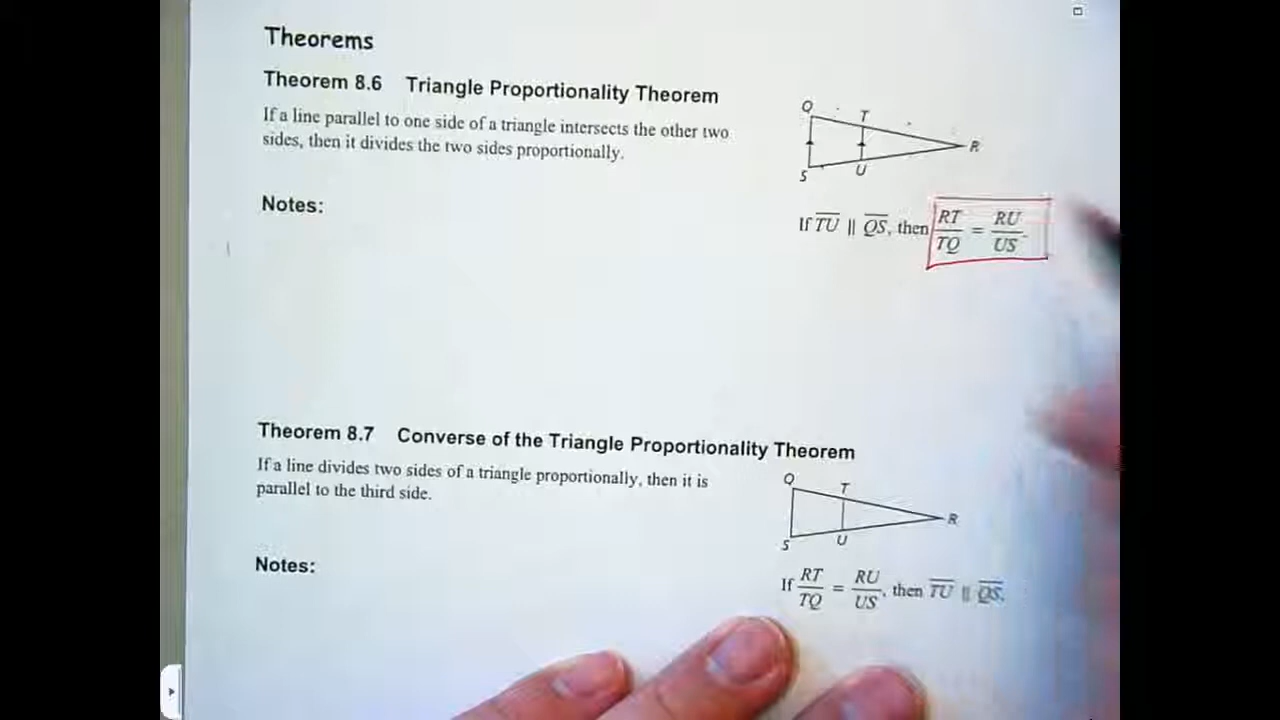 Theorems
Theorem 8.6 Triangle Proportionality Theorem
If a line parallel to one side of a triangle intersects the other two
sides, then it divides the two sides proportionally.
Q T R S U
Notes:
If TU || QS, then RT/TQ = RU/US.
Theorem 8.7 Converse of the Triangle Proportionality Theorem
If a line divides two sides of a triangle proportionally, then it is
parallel to the third side.
Q T R S U
Notes:
If RT/TQ = RU/US, then TU || QS.